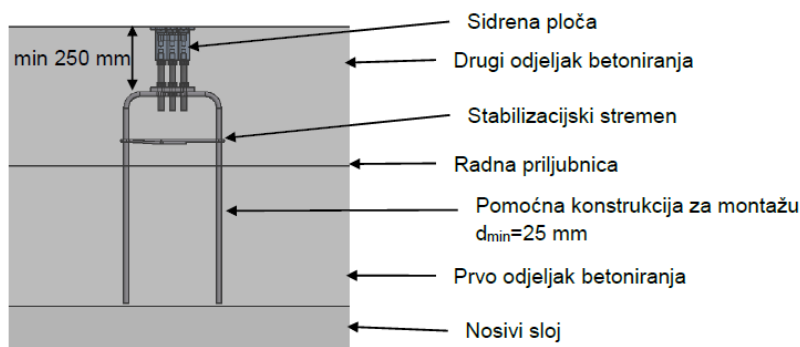 Sidrena ploča
min 250 mm
Drugi odjeljak betoniranja
Stabilizacijski stremen
Radna priljubnica
Pomoćna konstrukcija za montažu
dmin=25 mm
Prvo odjeljak betoniranja
Nosivi sloj